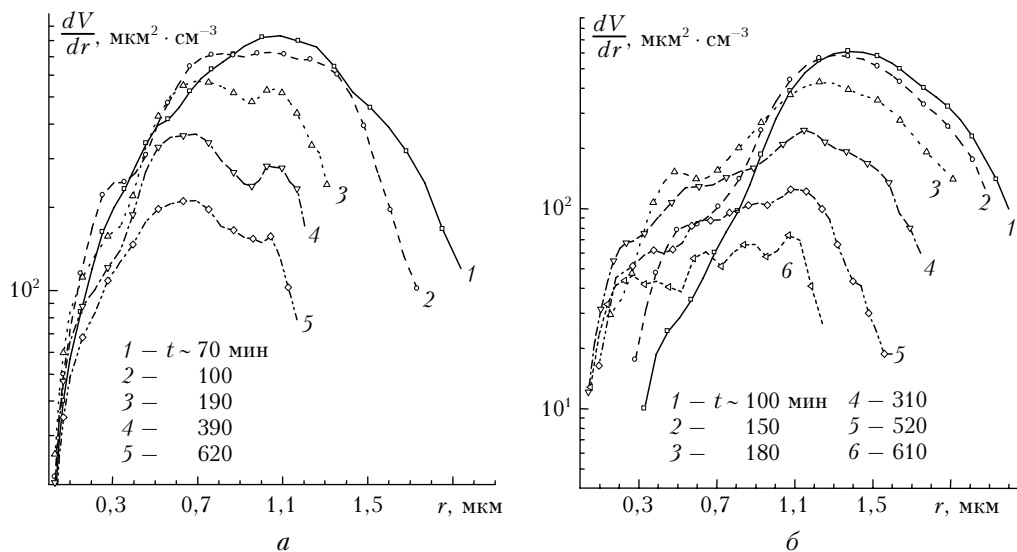 dV/dr, мкм² · см⁻³
10²
1
2
3
4
5
1 – t ~ 70 мин
2 – 100
3 – 190
4 – 390
5 – 620
0,3 0,7 1,1 1,5 r, мкм
а
dV/dr, мкм² · см⁻³
10²
10¹
1
2
3
4
5
6
1 – t ~ 100 мин 4 – 310
2 – 150 5 – 520
3 – 180 6 – 610
0,3 0,7 1,1 1,5 r, мкм
б